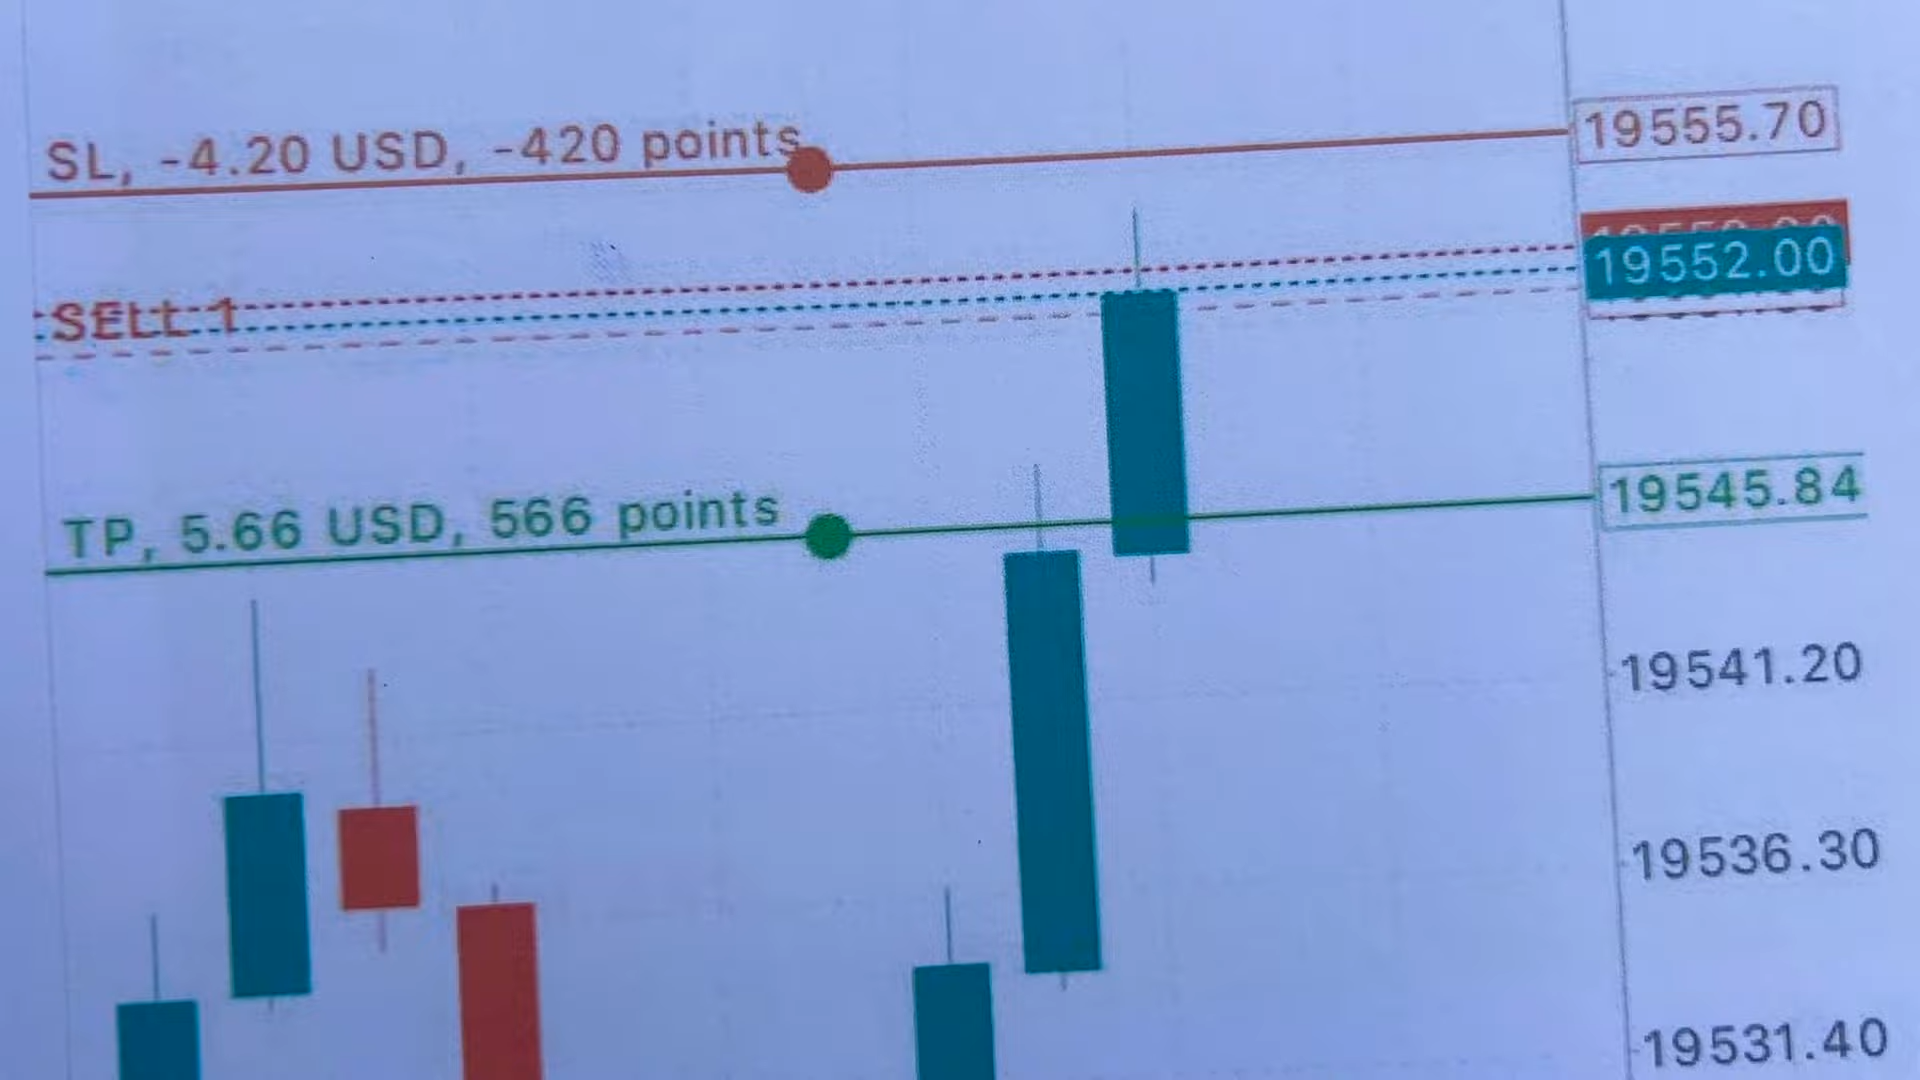 SL, -4.20 USD, -420 points
19555.70
19552.00
SELL 1
TP, 5.66 USD, 566 points
19545.84
19541.20
19536.30
19531.40